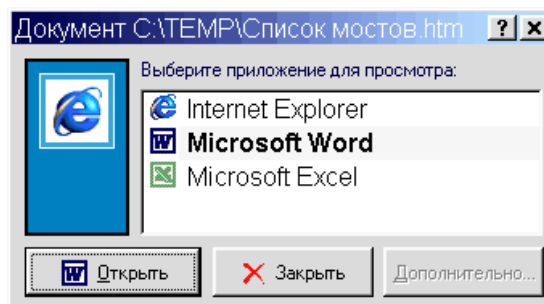 Документ C:\TEMP\Список мостов.htm
Выберите приложение для просмотра:
Internet Explorer
Microsoft Word
Microsoft Excel
Открыть Закрыть Дополнительно...